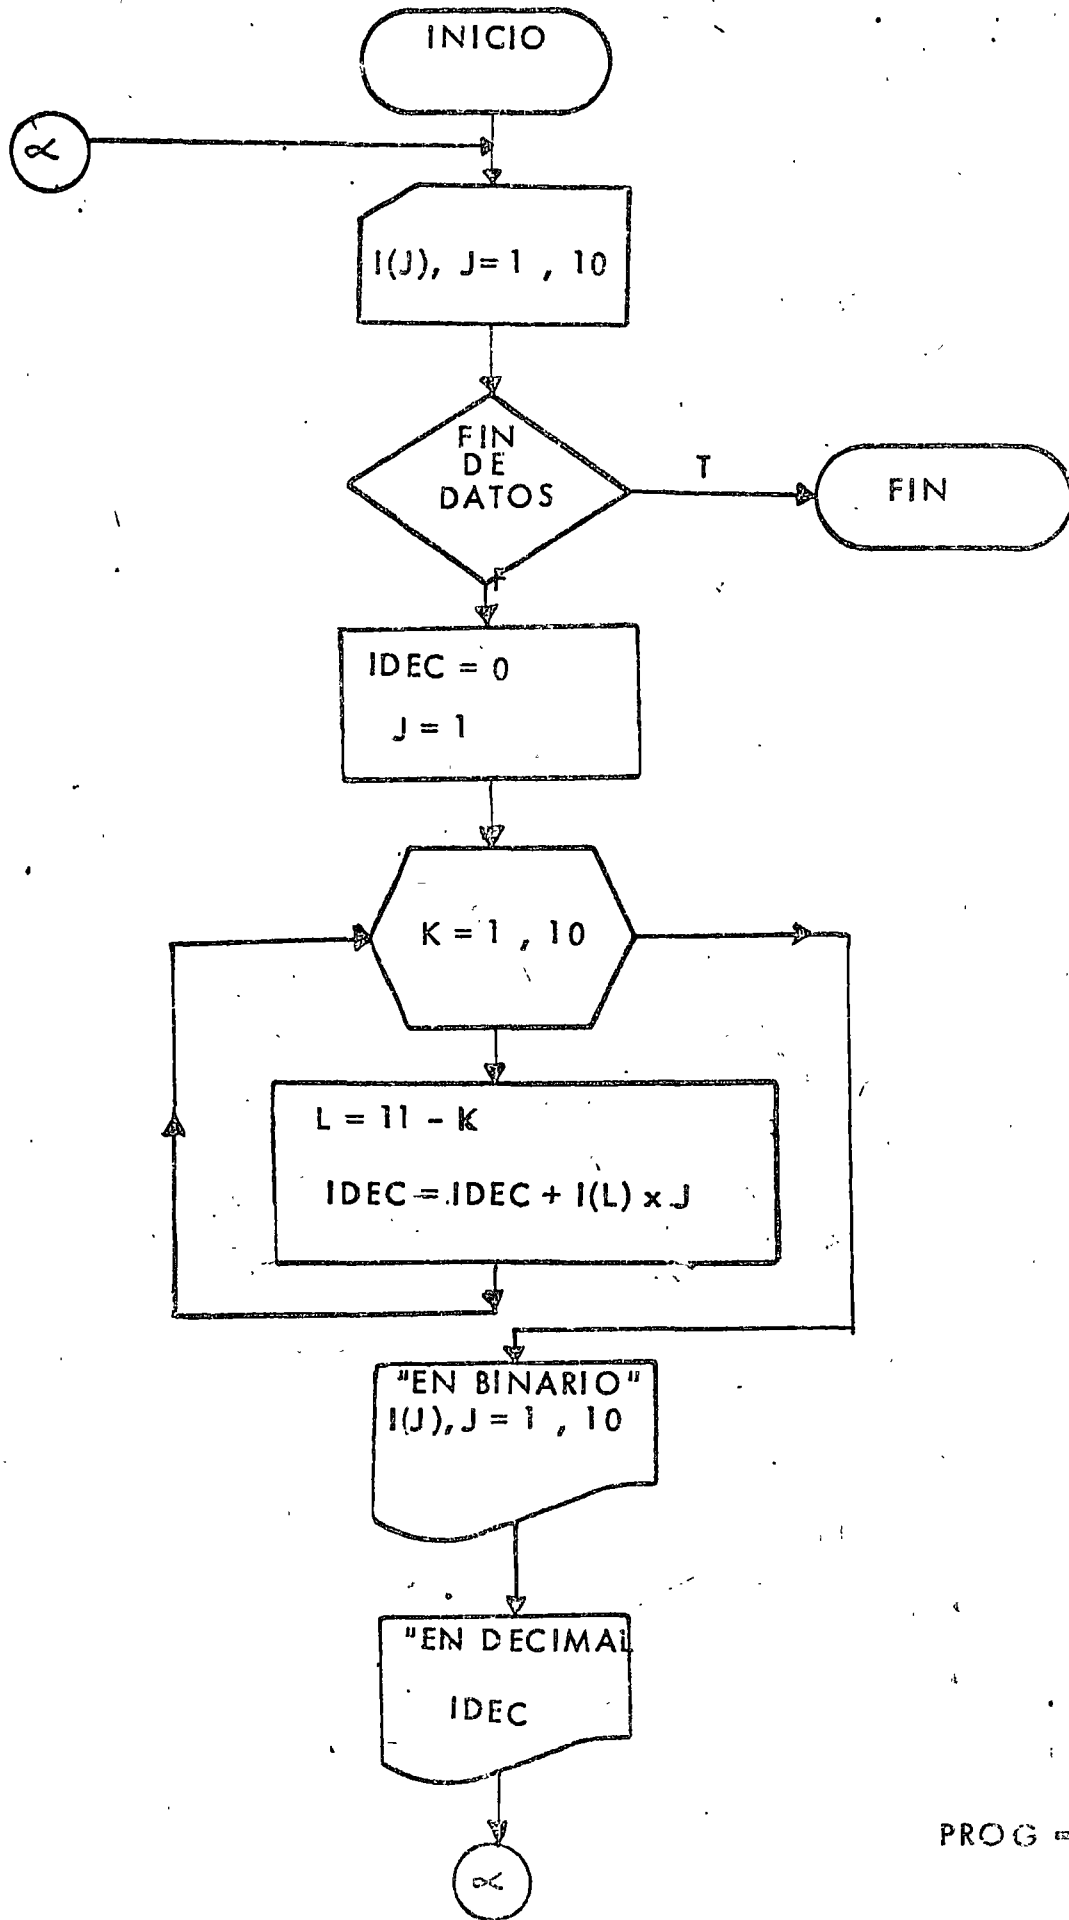 INICIO
α
I(J), J= 1 , 10
FIN
DE
DATOS
T
FIN
F
IDEC = 0
J = 1
K = 1 , 10
L = 11 - K
IDEC = IDEC + I(L) x J
"EN BINARIO"
I(J), J = 1 , 10
"EN DECIMAL
IDEC
α
PROG =